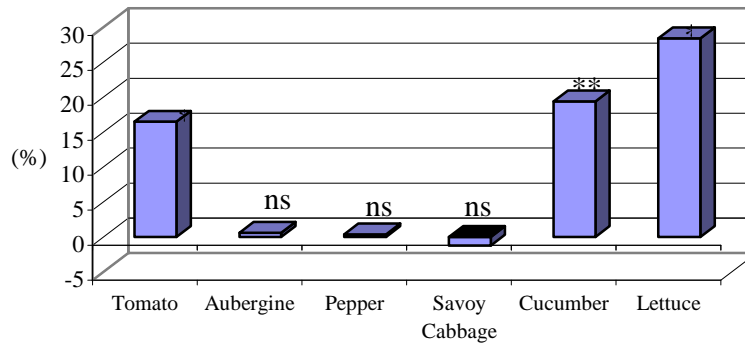 30
25
20
15
10
5
0
-5
(%)
*
ns
ns
ns
**
*
Tomato
Aubergine
Pepper
Savoy
Cabbage
Cucumber
Lettuce